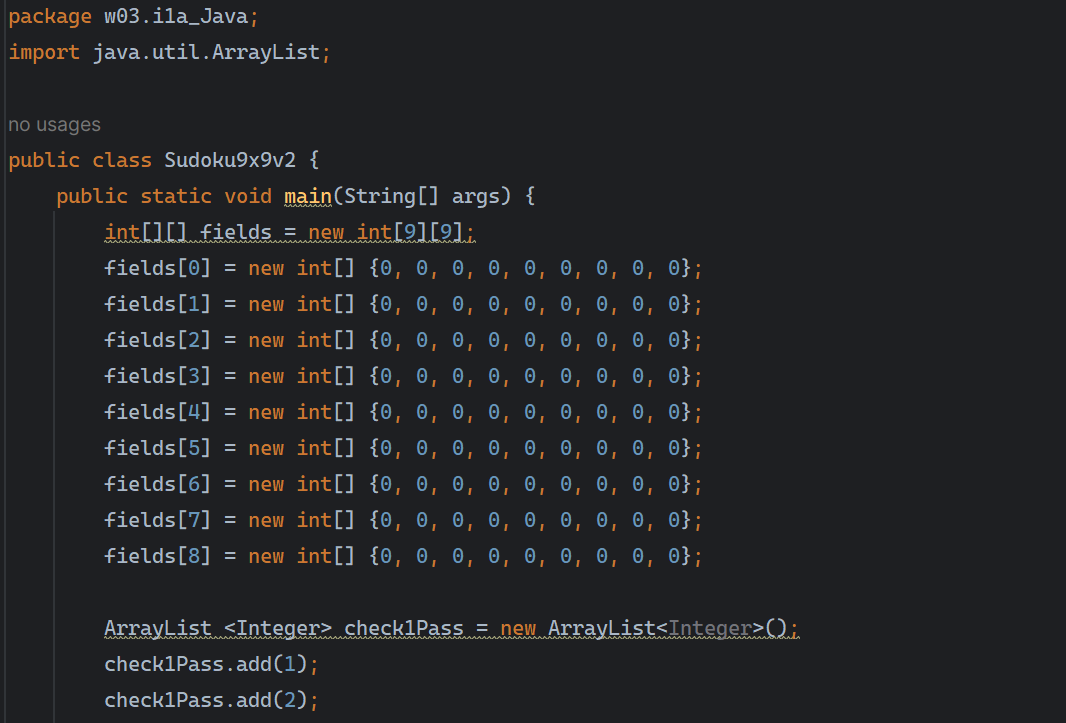 package w03.i1a_Java;
import java.util.ArrayList;
no usages
public class Sudoku9x9v2 {
public static void main(String[] args) {
int[][] fields = new int[9][9];
fields[0] = new int[] {0, 0, 0, 0, 0, 0, 0, 0, 0};
fields[1] = new int[] {0, 0, 0, 0, 0, 0, 0, 0, 0};
fields[2] = new int[] {0, 0, 0, 0, 0, 0, 0, 0, 0};
fields[3] = new int[] {0, 0, 0, 0, 0, 0, 0, 0, 0};
fields[4] = new int[] {0, 0, 0, 0, 0, 0, 0, 0, 0};
fields[5] = new int[] {0, 0, 0, 0, 0, 0, 0, 0, 0};
fields[6] = new int[] {0, 0, 0, 0, 0, 0, 0, 0, 0};
fields[7] = new int[] {0, 0, 0, 0, 0, 0, 0, 0, 0};
fields[8] = new int[] {0, 0, 0, 0, 0, 0, 0, 0, 0};
ArrayList <Integer> check1Pass = new ArrayList<Integer>();
check1Pass.add(1);
check1Pass.add(2);